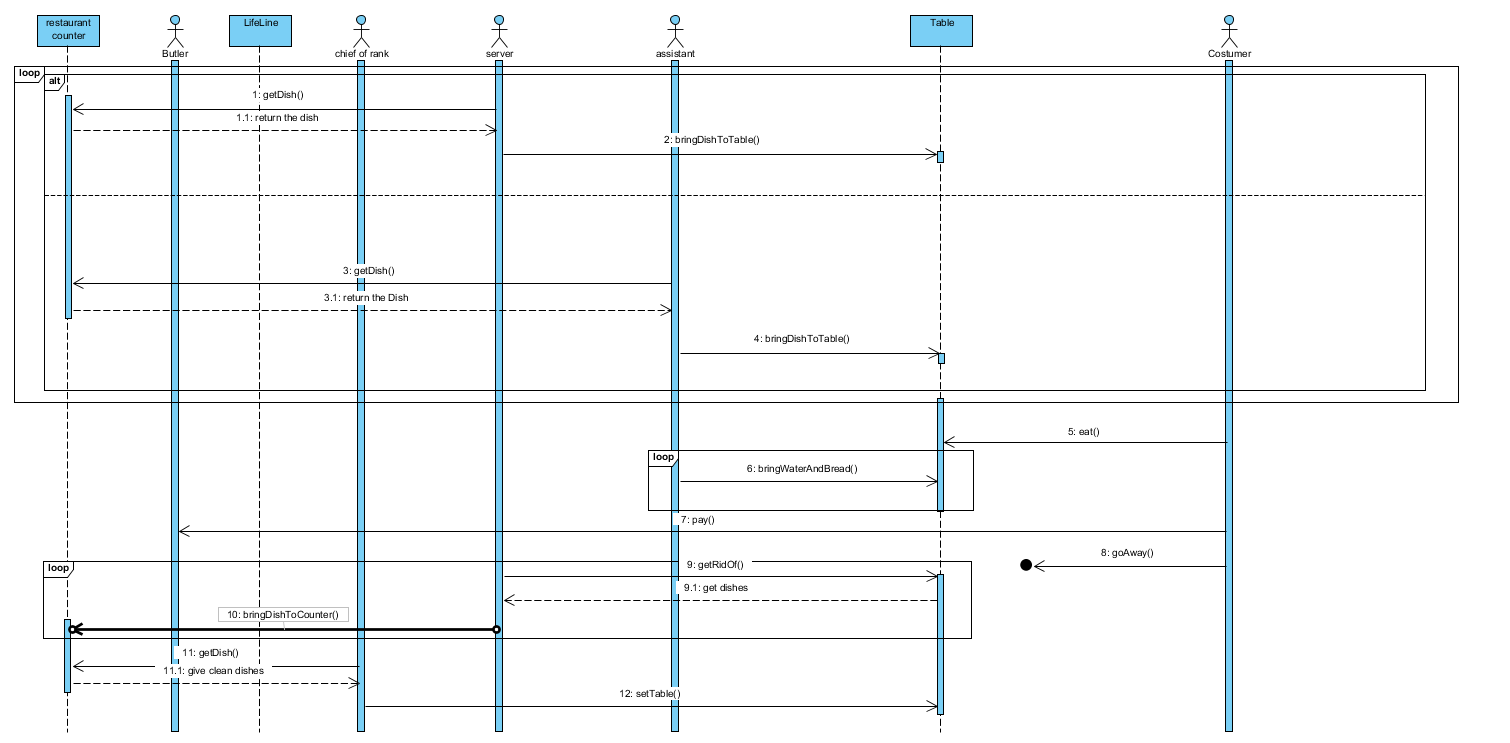 restaurant
counter
Butler
LifeLine
chief of rank
server
assistant
Table
Costumer
loop
alt
1: getDish()
1.1: return the dish
2: bringDishToTable()
3: getDish()
3.1: return the Dish
4: bringDishToTable()
5: eat()
loop
6: bringWaterAndBread()
7: pay()
8: goAway()
loop
9: getRidOf()
9.1: get dishes
10: bringDishToCounter()
11: getDish()
11.1: give clean dishes
12: setTable()